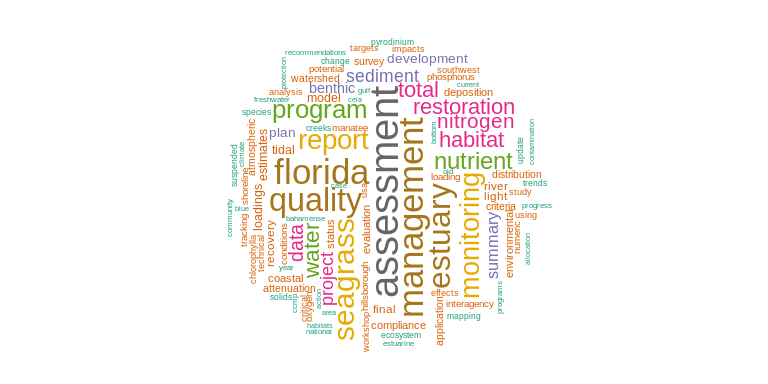 pyrodinium
recommendations
targets
impacts
protection
change
survey
development
potential
southwest
watershed
sediment
phosphorus
current
analysis
benthic
gulf
total
deposition
freshwater
model
ceia
restoration
species
program
nitrogen
creeks
manatee
bottom
plan
report
habitat
atmospheric
estimates
tidal
assessment
nutrient
update
contamination
suspended
climate
florida
old
loading
distribution
case
usa
river
trends
shoreline
quality
light
study
community
blue
loadings
bahamense
management
estuary
monitoring
criteria
progress
tracking
data
water
status
seagrass
evaluation
summary
environmental
numeric
using
allocation
chlorophylla
technical
recovery
conditions
year
project
hillsborough
coastal
attenuation
effects
programs
solids
comp
critical
oxygen
action
area
final
interagency
application
mapping
habitats
national
workshop
compliance
ecosystem
estuarine